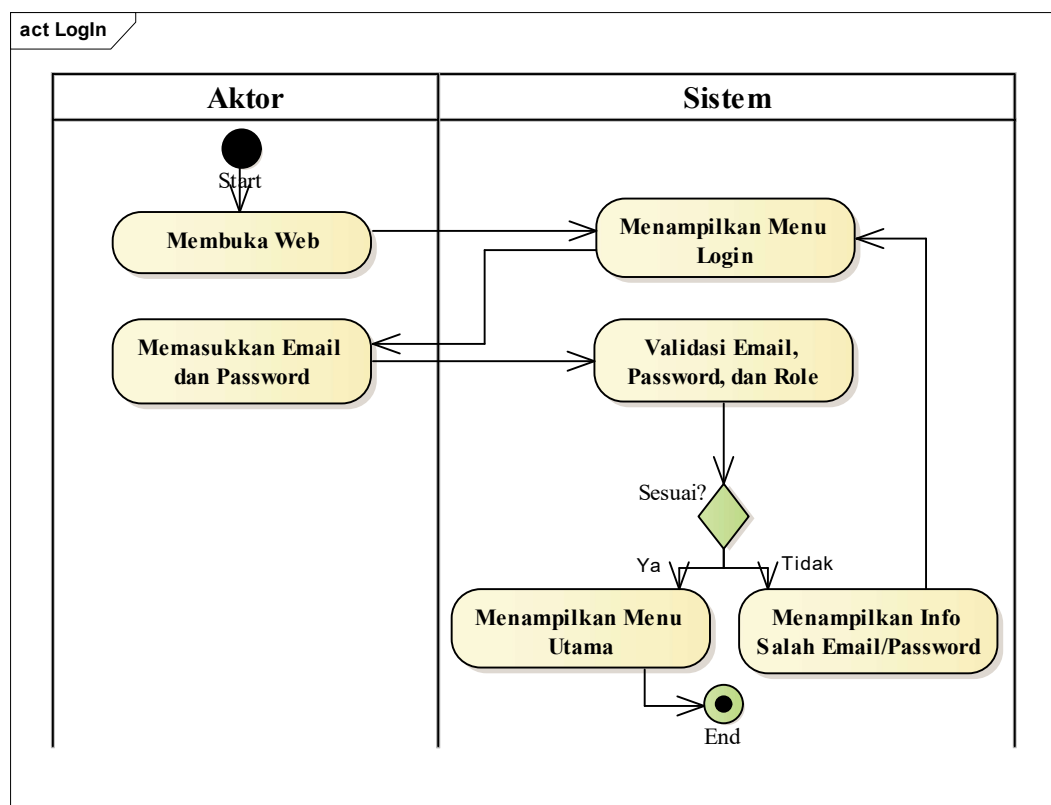 act LogIn
Aktor
Sistem
Start
Membuka Web
Menampilkan Menu
Login
Memasukkan Email
dan Password
Validasi Email,
Password, dan Role
Sesuai?
Ya
Tidak
Menampilkan Menu
Utama
Menampilkan Info
Salah Email/Password
End